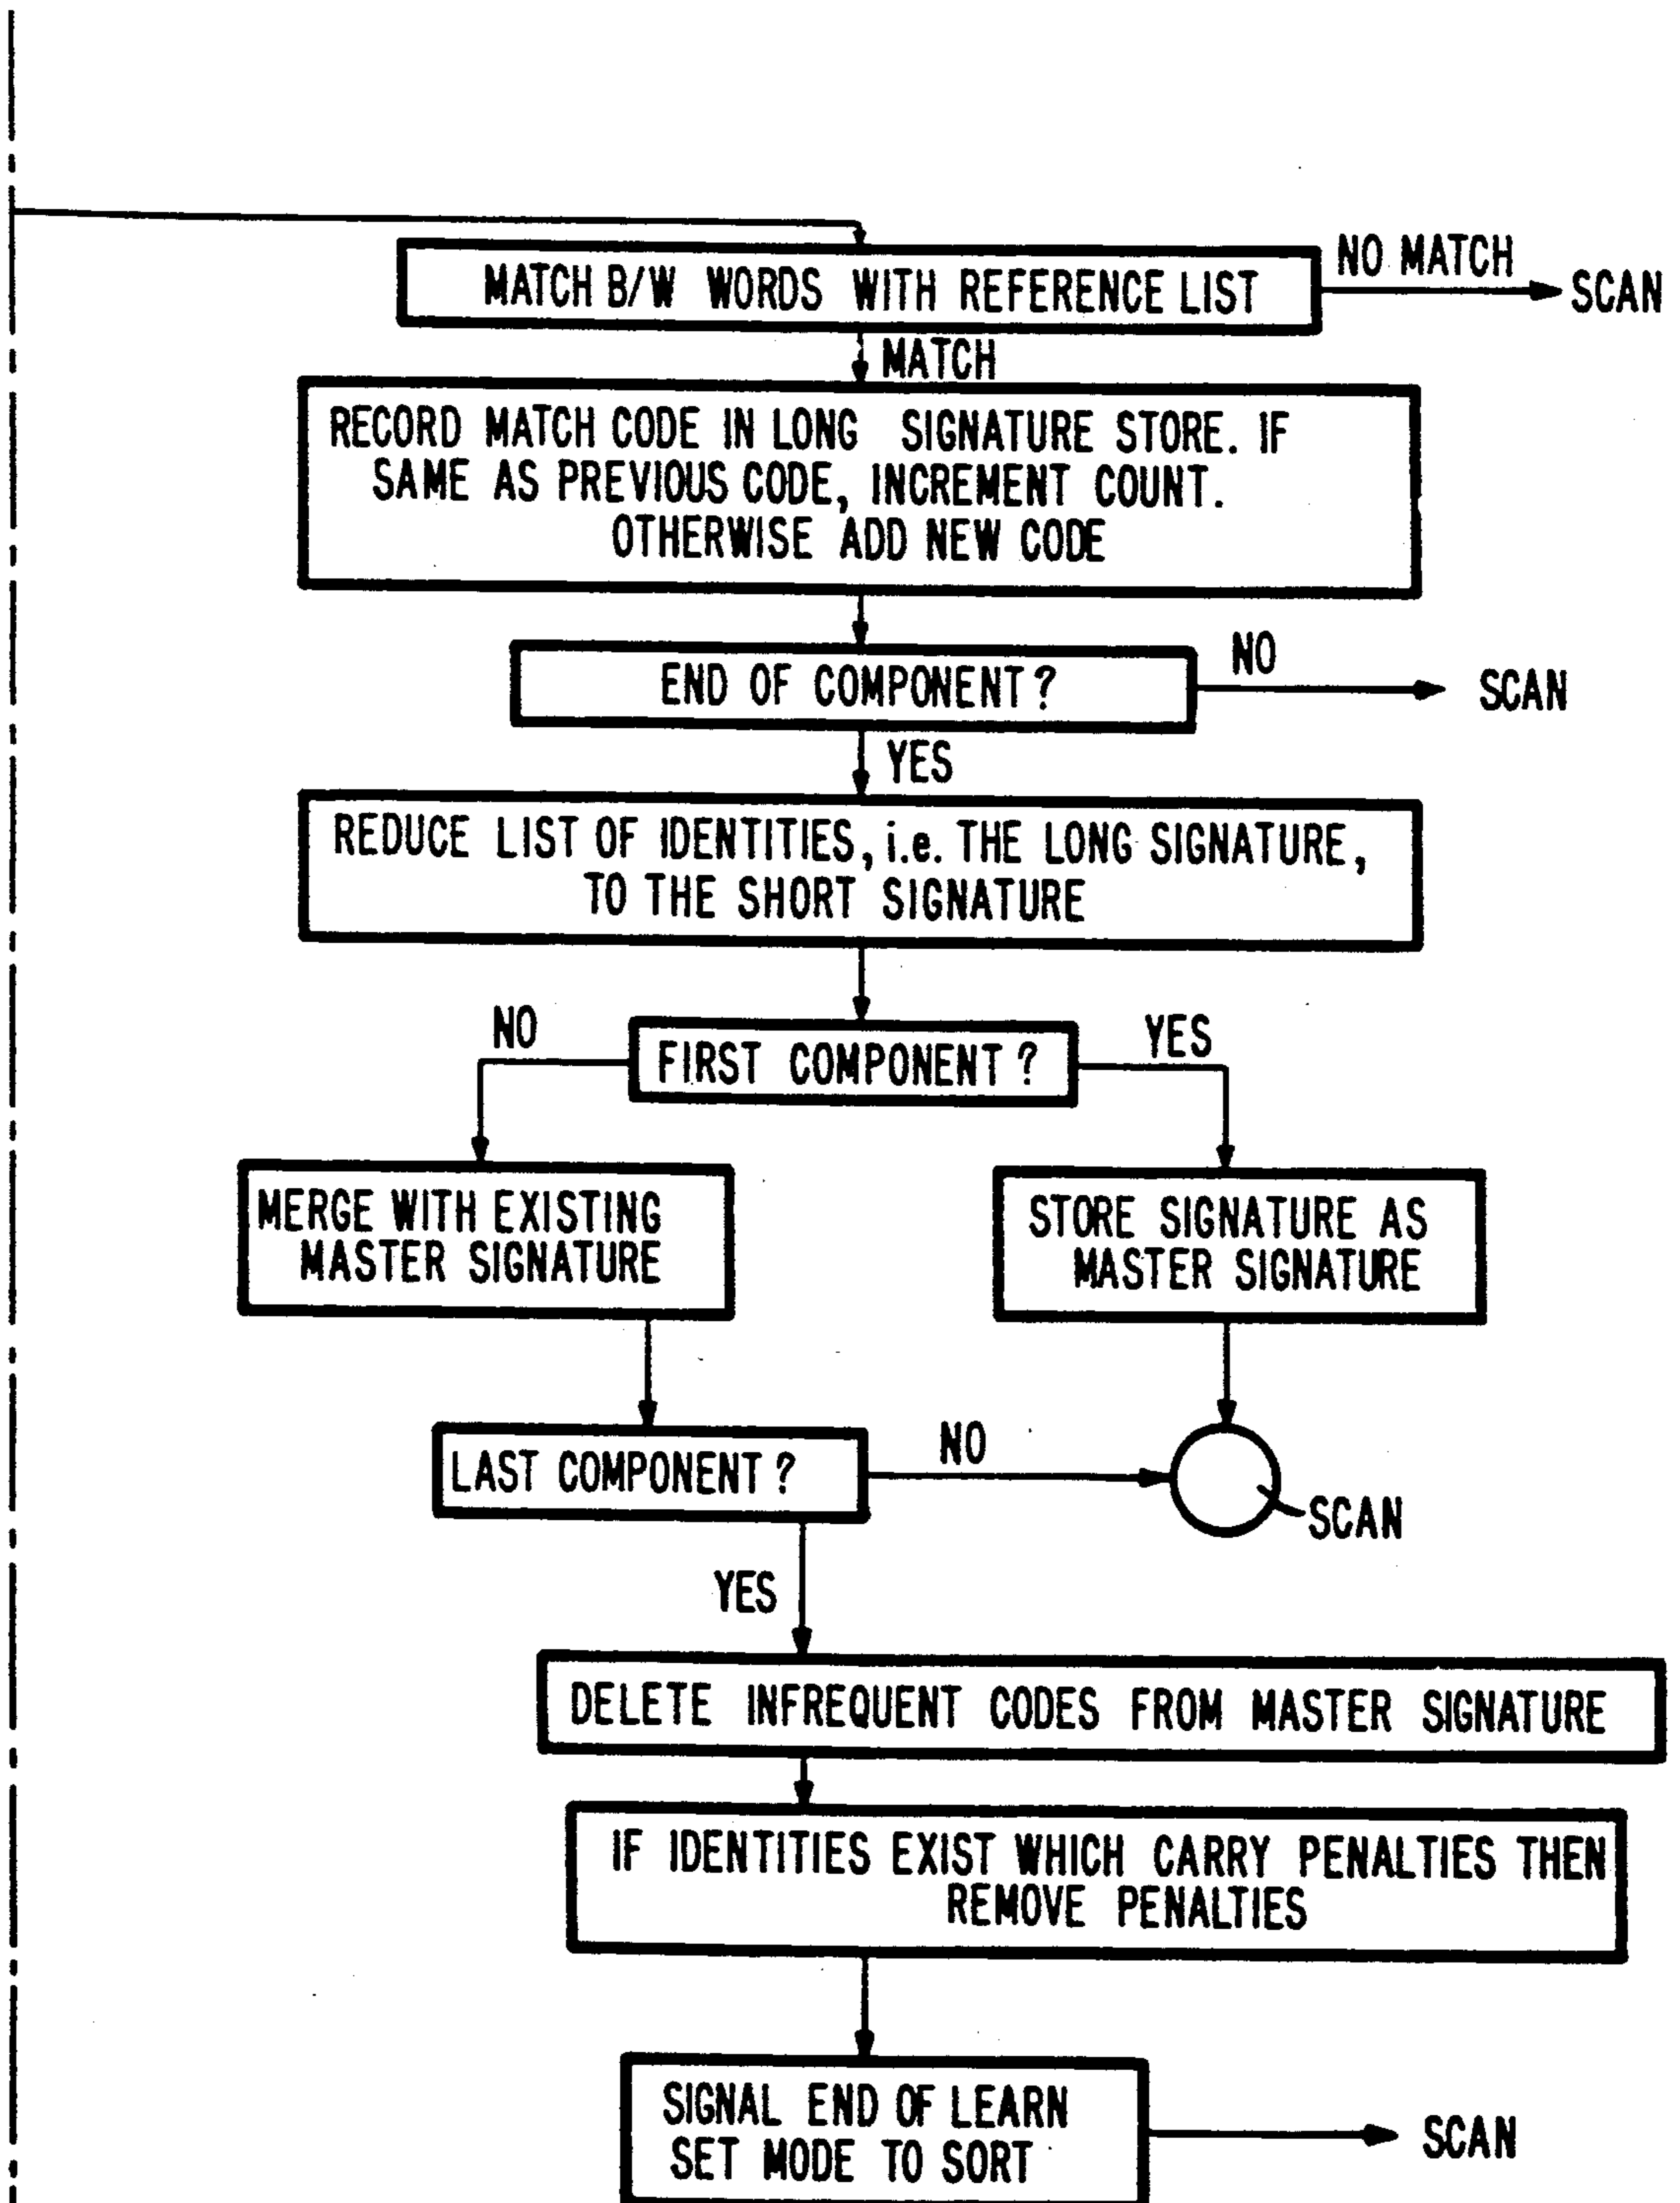 MATCH B/W WORDS WITH REFERENCE LIST
NO MATCH
SCAN
MATCH
RECORD MATCH CODE IN LONG SIGNATURE STORE. IF
SAME AS PREVIOUS CODE, INCREMENT COUNT.
OTHERWISE ADD NEW CODE
END OF COMPONENT?
NO
SCAN
YES
REDUCE LIST OF IDENTITIES, i.e. THE LONG SIGNATURE,
TO THE SHORT SIGNATURE
NO
FIRST COMPONENT?
YES
MERGE WITH EXISTING
MASTER SIGNATURE
STORE SIGNATURE AS
MASTER SIGNATURE
LAST COMPONENT?
NO
SCAN
YES
DELETE INFREQUENT CODES FROM MASTER SIGNATURE
IF IDENTITIES EXIST WHICH CARRY PENALTIES THEN
REMOVE PENALTIES
SIGNAL END OF LEARN
SET MODE TO SORT
SCAN